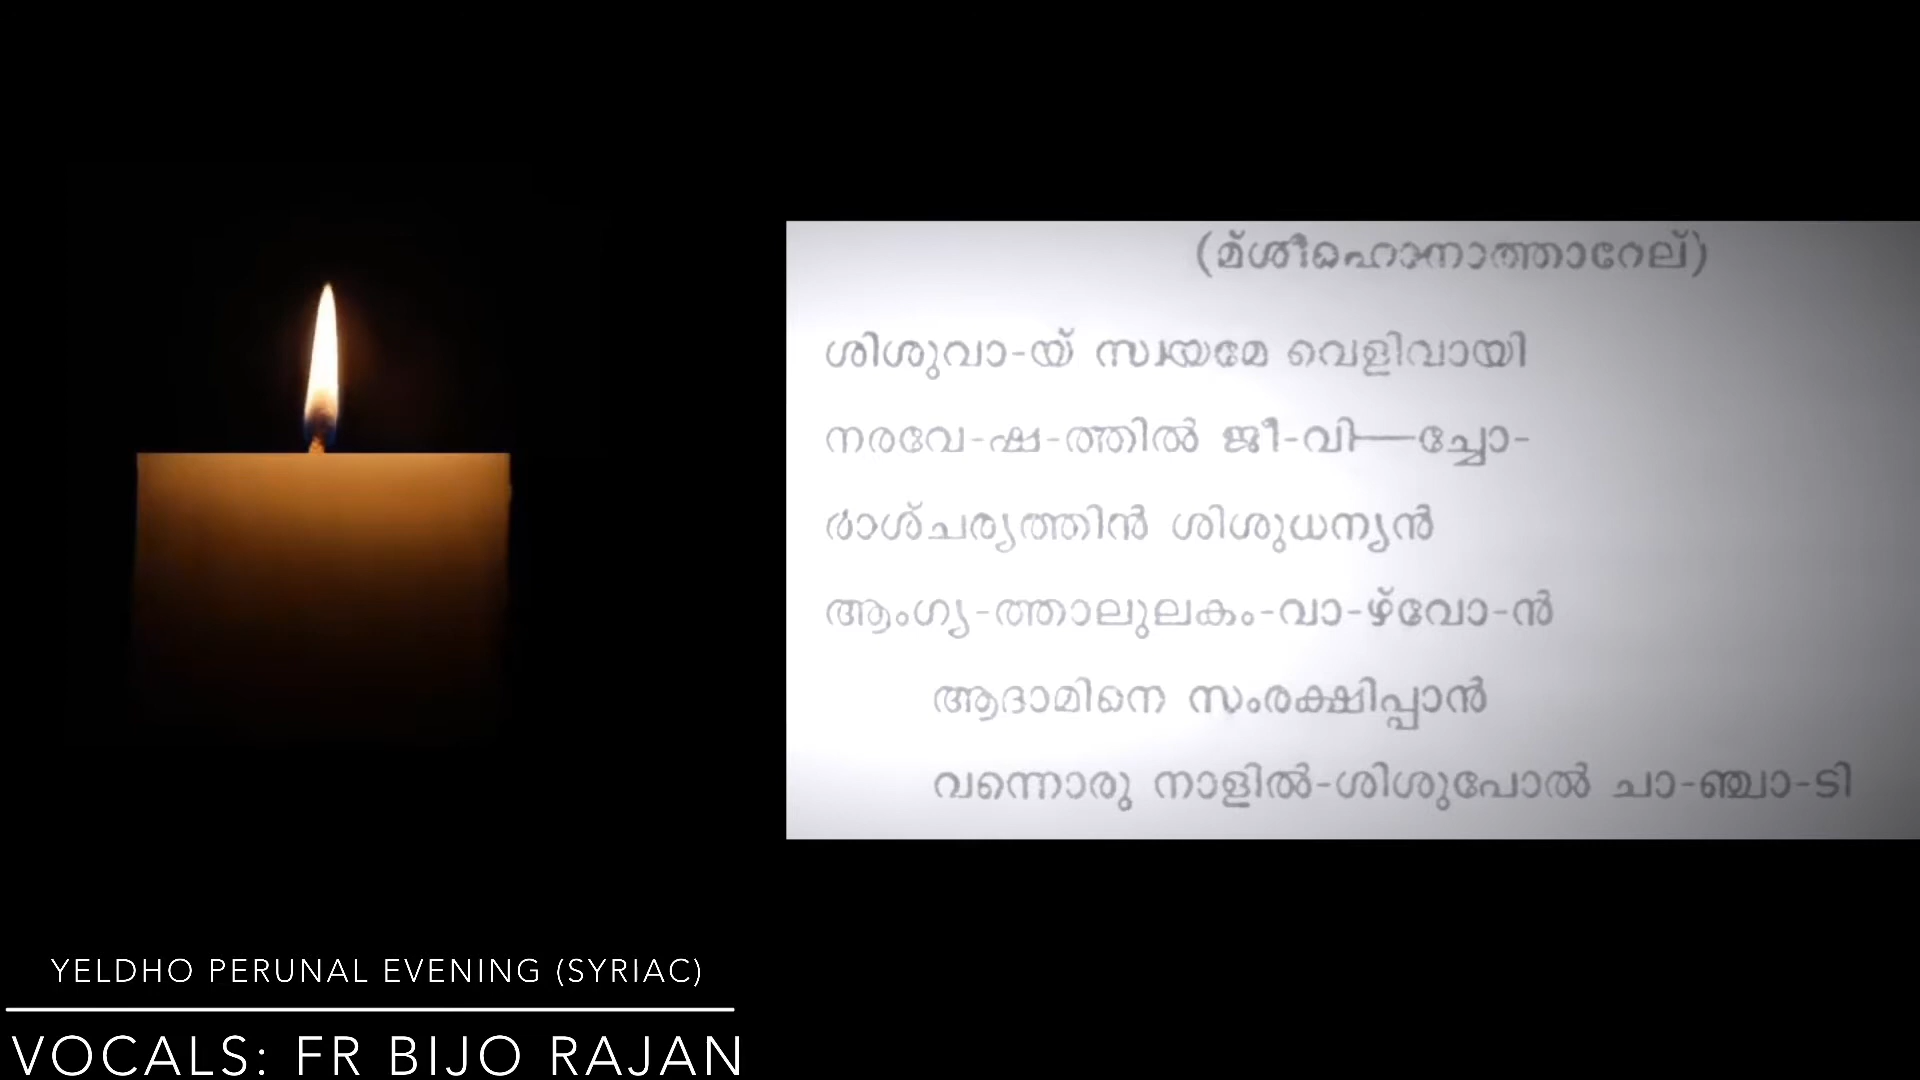 (മ്ശീഹൊനാത്താറേല്)
ശിശുവാ-യ് സ്വയമേ വെളിവായി
നരവേ-ഷ-ത്തിൽ ജീ-വി—ച്ചോ-
രാശ്ചര്യത്തിൻ ശിശുധന്യൻ
ആംഗ്യ-ത്താലുലകം-വാ-ഴ്വോ-ൻ
ആദാമിനെ സംരക്ഷിപ്പാൻ
വന്നൊരു നാളിൽ-ശിശുപോൽ ചാ-ഞ്ചാ-ടി
YELDHO PERUNAL EVENING (SYRIAC)
VOCALS: FR BIJO RAJAN